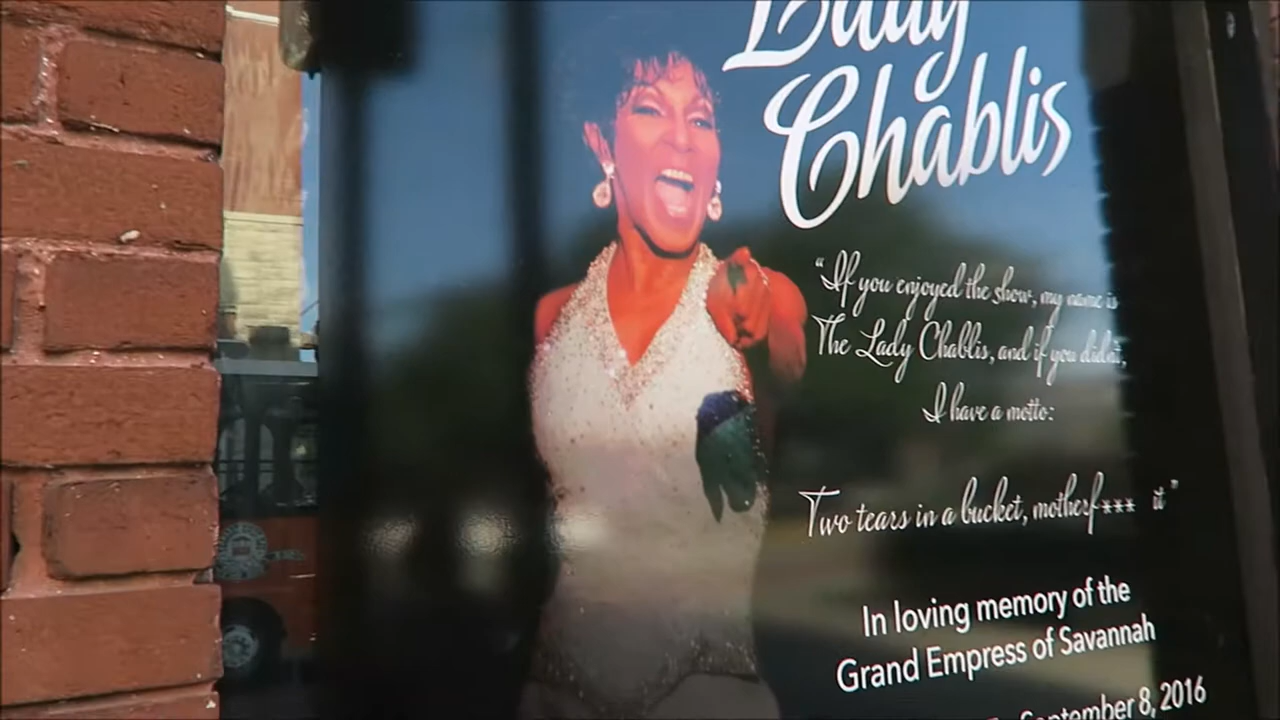 Lady
Chablis
“If you enjoyed the show, my name is
The Lady Chablis, and if you didn't,
I have a motto:
Two tears in a bucket, motherf*** it”
In loving memory of the
Grand Empress of Savannah
September 8, 2016